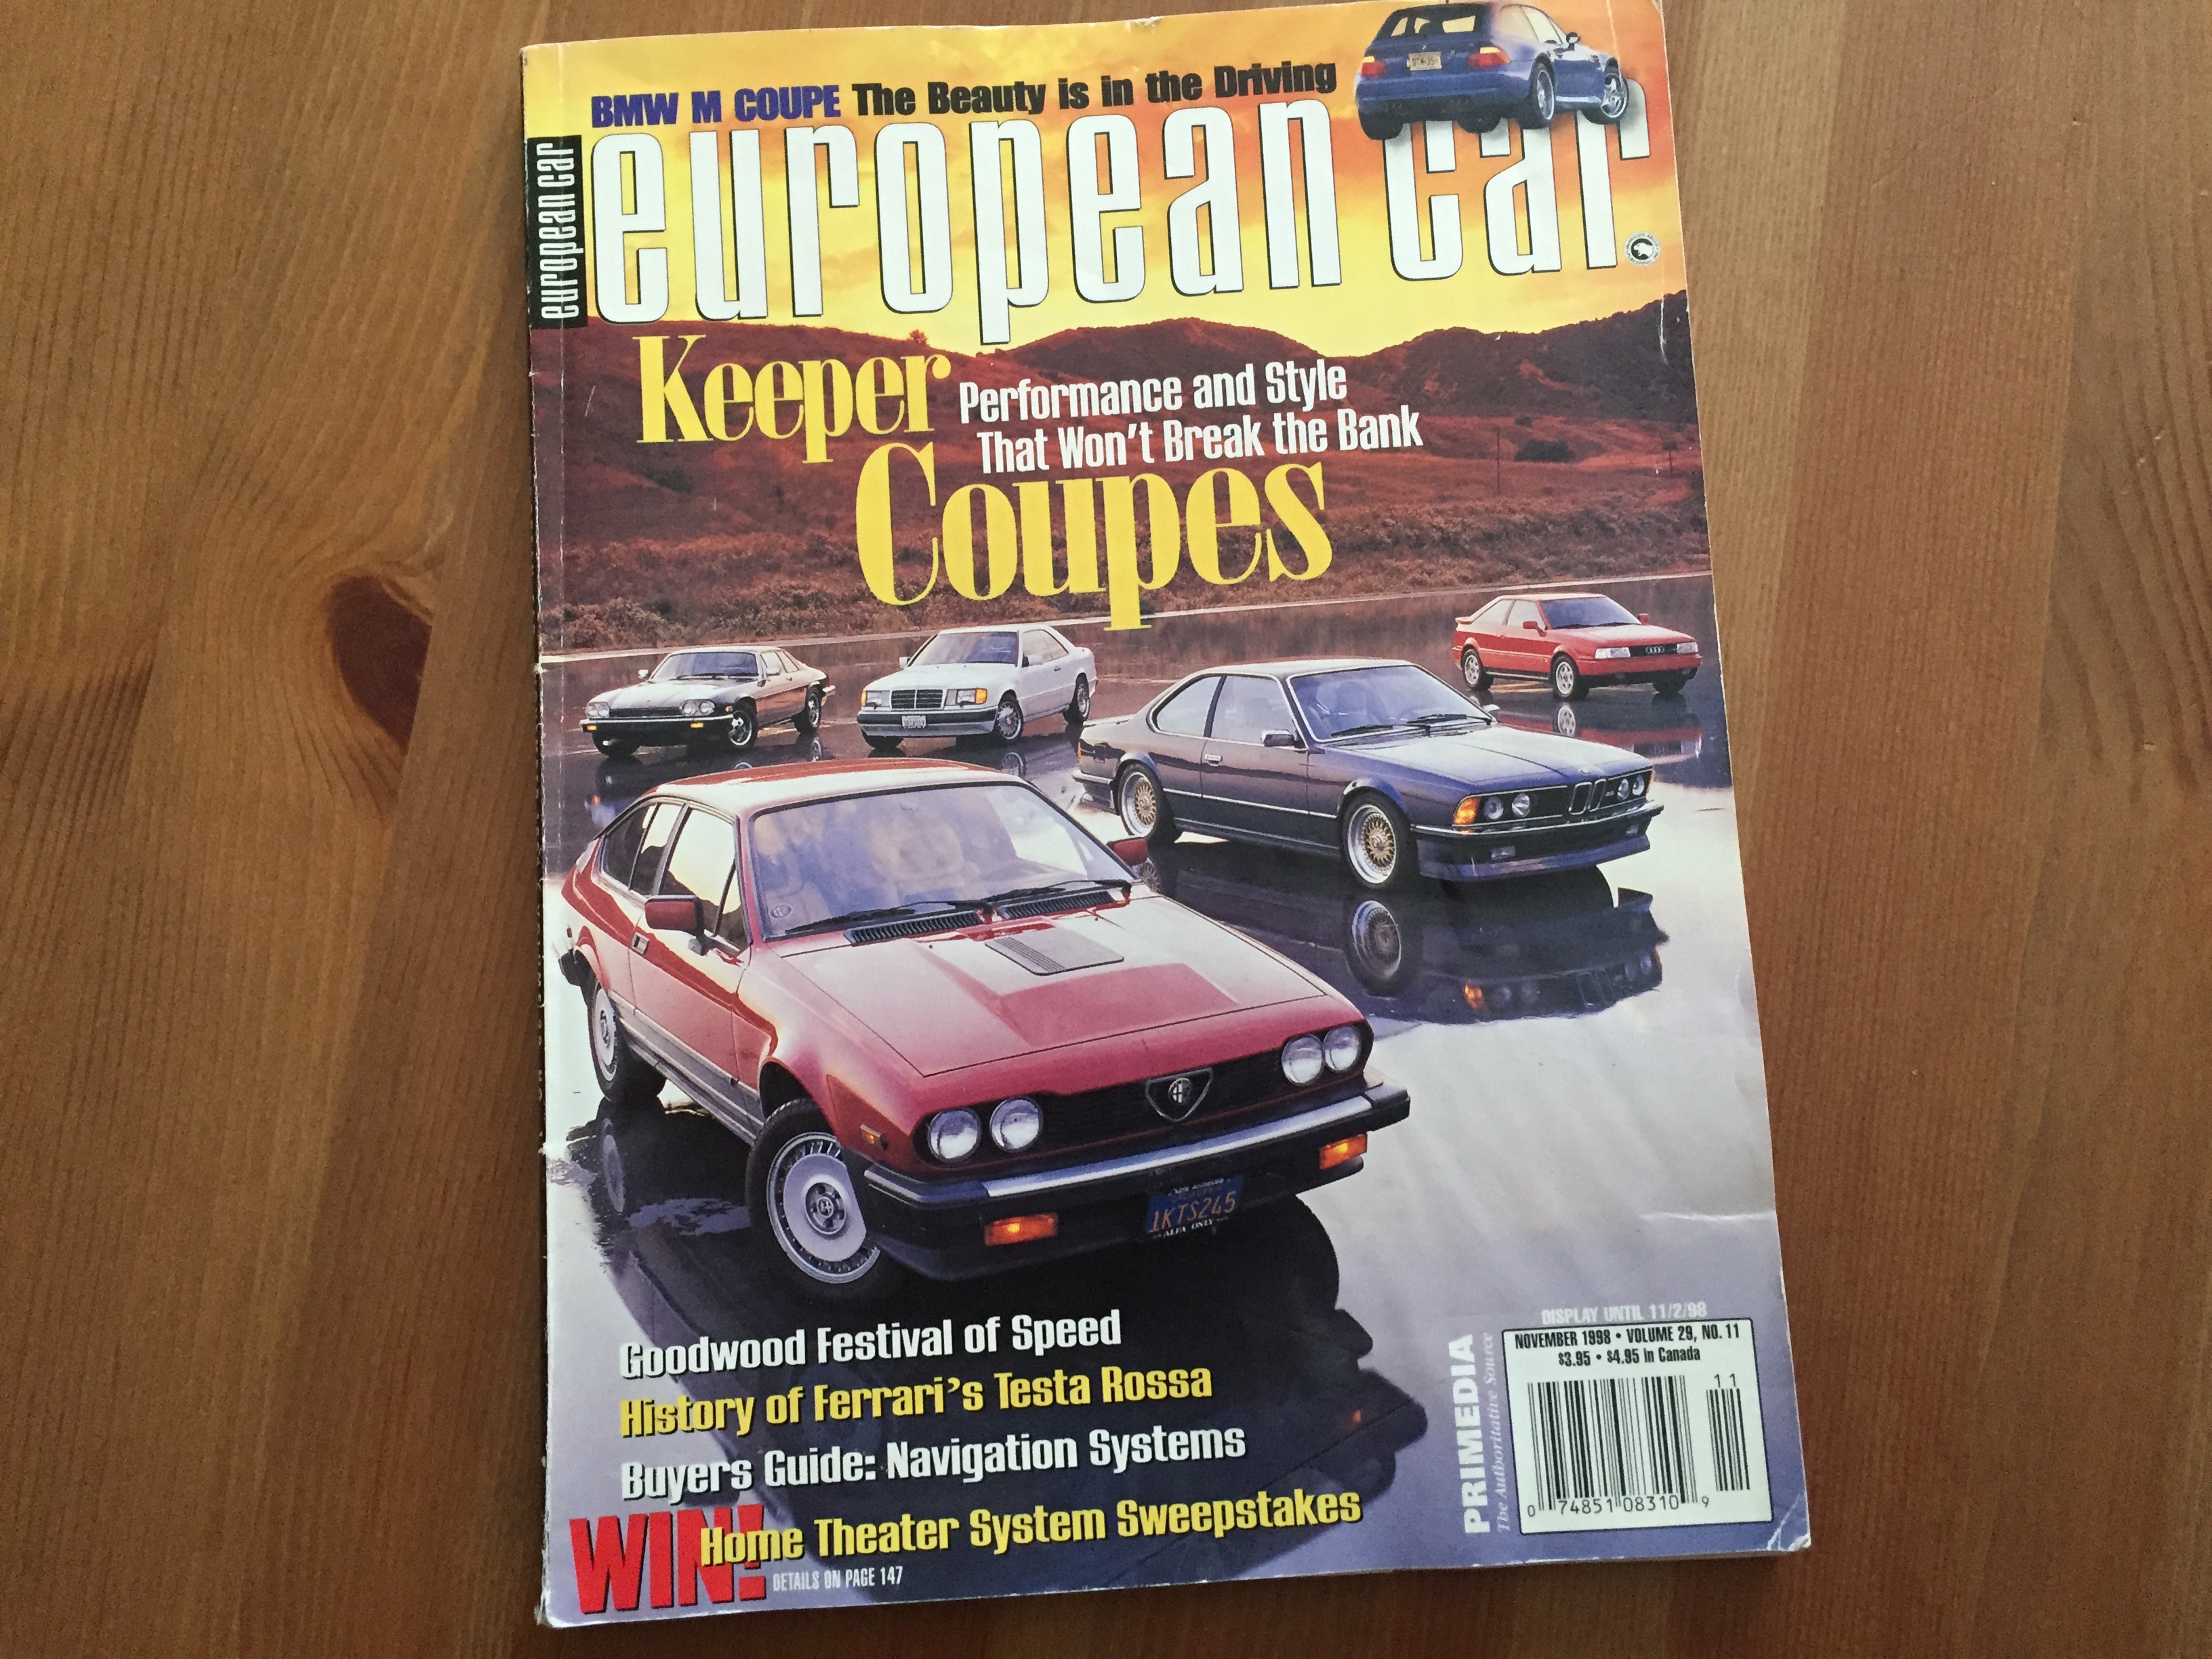 BMW M COUPE The Beauty is in the Driving
european car
european car
Keeper
Performance and Style
That Won't Break the Bank
Coupes
1KTS245
ALFA ONLY
Goodwood Festival of Speed
History of Ferrari's Testa Rossa
Buyers Guide: Navigation Systems
WIN! Home Theater System Sweepstakes
DETAILS ON PAGE 147
PRIMEDIA
The Authoritative Source
DISPLAY UNTIL 11/2/98
NOVEMBER 1998 • VOLUME 29, NO. 11
$3.95 • $4.95 in Canada
11
0 74851 08310 9